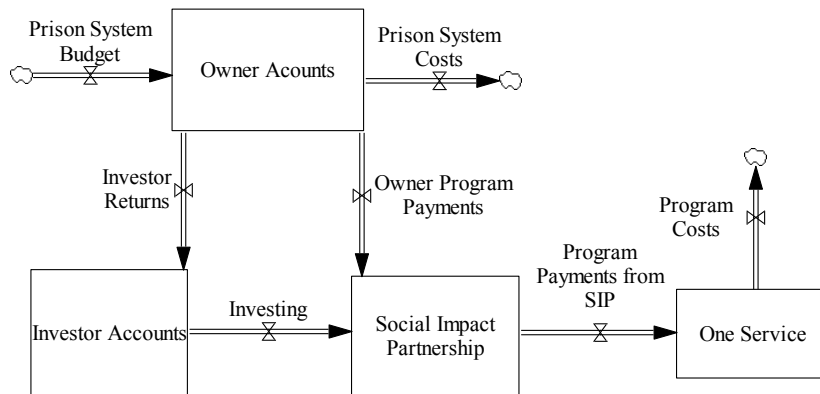 Prison System
Budget
Owner Acounts
Prison System
Costs
Investor
Returns
Owner Program
Payments
Program
Costs
Investor Accounts
Investing
Social Impact
Partnership
Program
Payments from
SIP
One Service